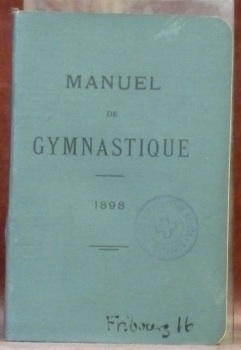 MANUEL
DE
GYMNASTIQUE
1898
Fribourg 16